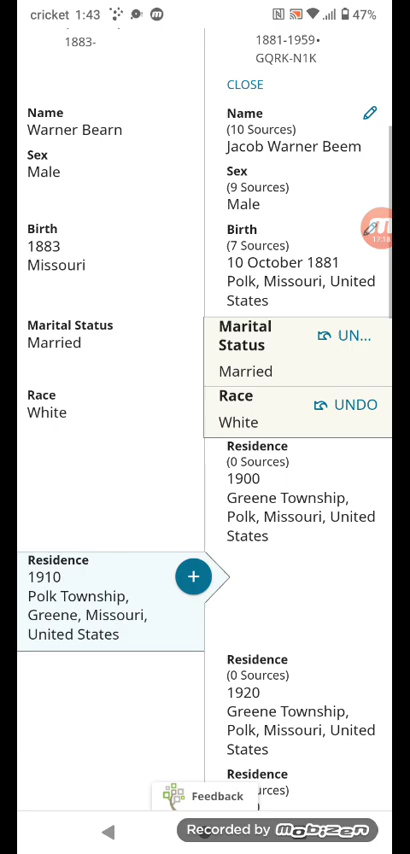 cricket 1:43 47%
1883-
1881-1959•
GQRK-N1K
CLOSE
Name
Warner Bearn
Name
(10 Sources)
Jacob Warner Beem
Sex
Male
Sex
(9 Sources)
Male
Birth
1883
Missouri
Birth
(7 Sources)
10 October 1881
Polk, Missouri, United
States
17:18
Marital Status
Married
Marital
Status
UN...
Married
Race
White
Race
UNDO
White
Residence
(0 Sources)
1900
Greene Township,
Polk, Missouri, United
States
Residence
1910
Polk Township,
Greene, Missouri,
United States
+
Residence
(0 Sources)
1920
Greene Township,
Polk, Missouri, United
States
Residence
Feedback
Recorded by mobizen